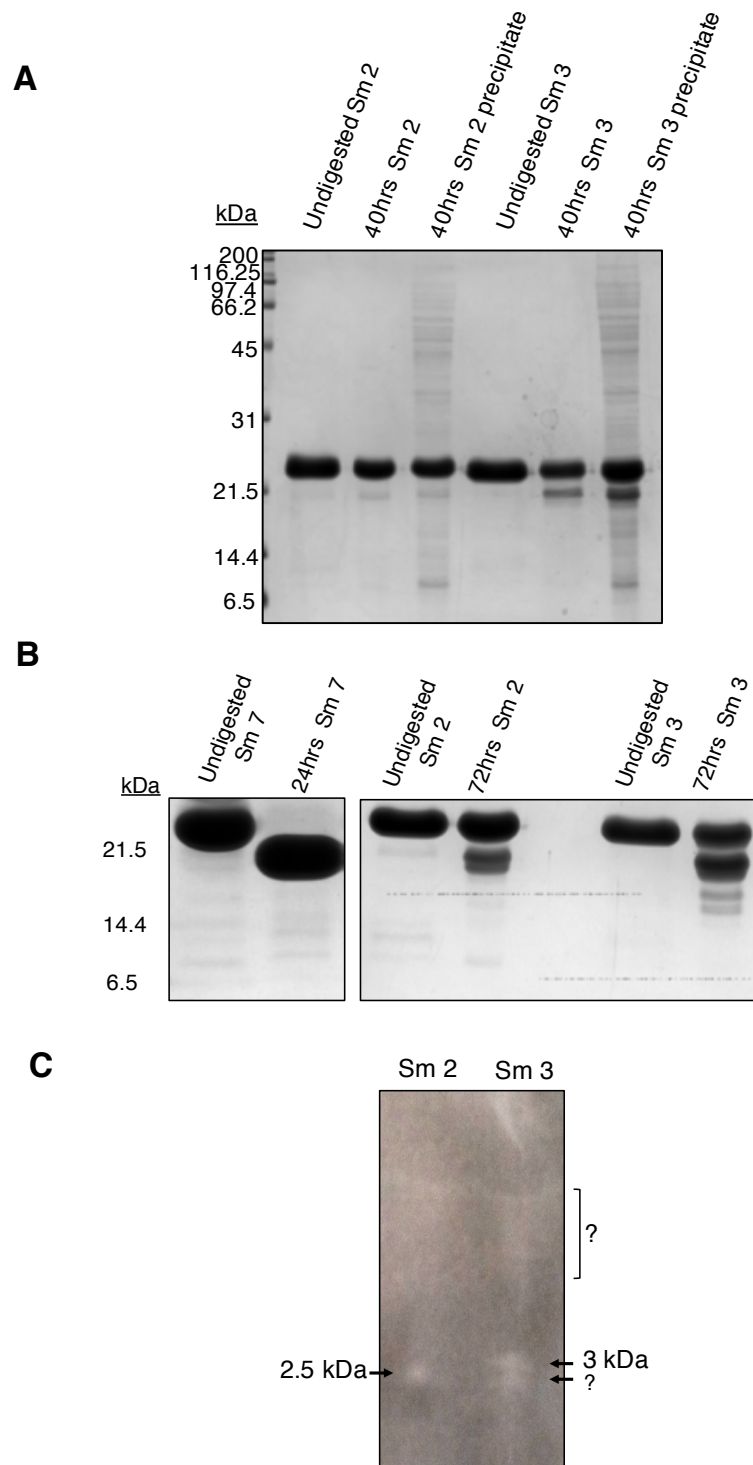 A
Undigested Sm 2
40hrs Sm 2
40hrs Sm 2 precipitate
Undigested Sm 3
40hrs Sm 3
40hrs Sm 3 precipitate
kDa
200
116.25
97.4
66.2
45
31
21.5
14.4
6.5
B
Undigested
Sm 7
24hrs Sm 7
Undigested
Sm 2
72hrs Sm 2
Undigested
Sm 3
72hrs Sm 3
kDa
21.5
14.4
6.5
C
Sm 2
Sm 3
?
2.5 kDa
3 kDa
?